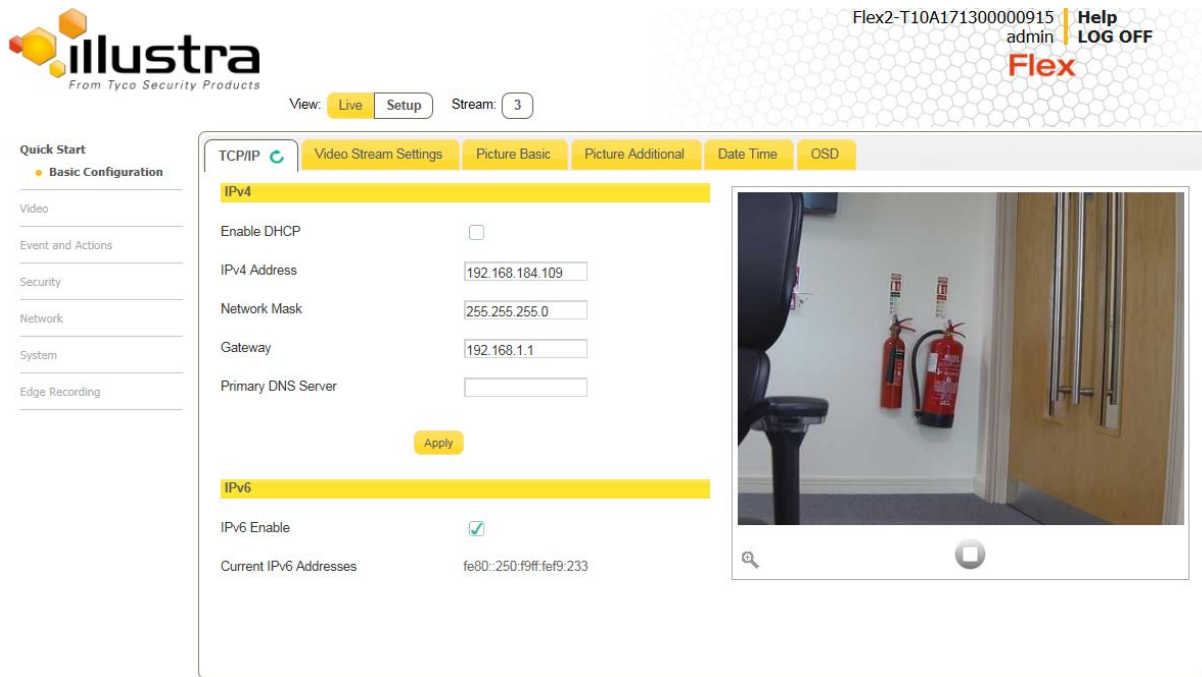 illustra
From Tyco Security Products
Flex2-T10A171300000915
Help
admin
LOG OFF
Flex
View: Live Setup Stream: 3
Quick Start
Basic Configuration
Video
Event and Actions
Security
Network
System
Edge Recording
TCP/IP
Video Stream Settings
Picture Basic
Picture Additional
Date Time
OSD
IPv4
Enable DHCP
IPv4 Address 192.168.184.109
Network Mask 255.255.255.0
Gateway 192.168.1.1
Primary DNS Server
Apply
IPv6
IPv6 Enable
Current IPv6 Addresses fe80::250:f9ff:fef9:233